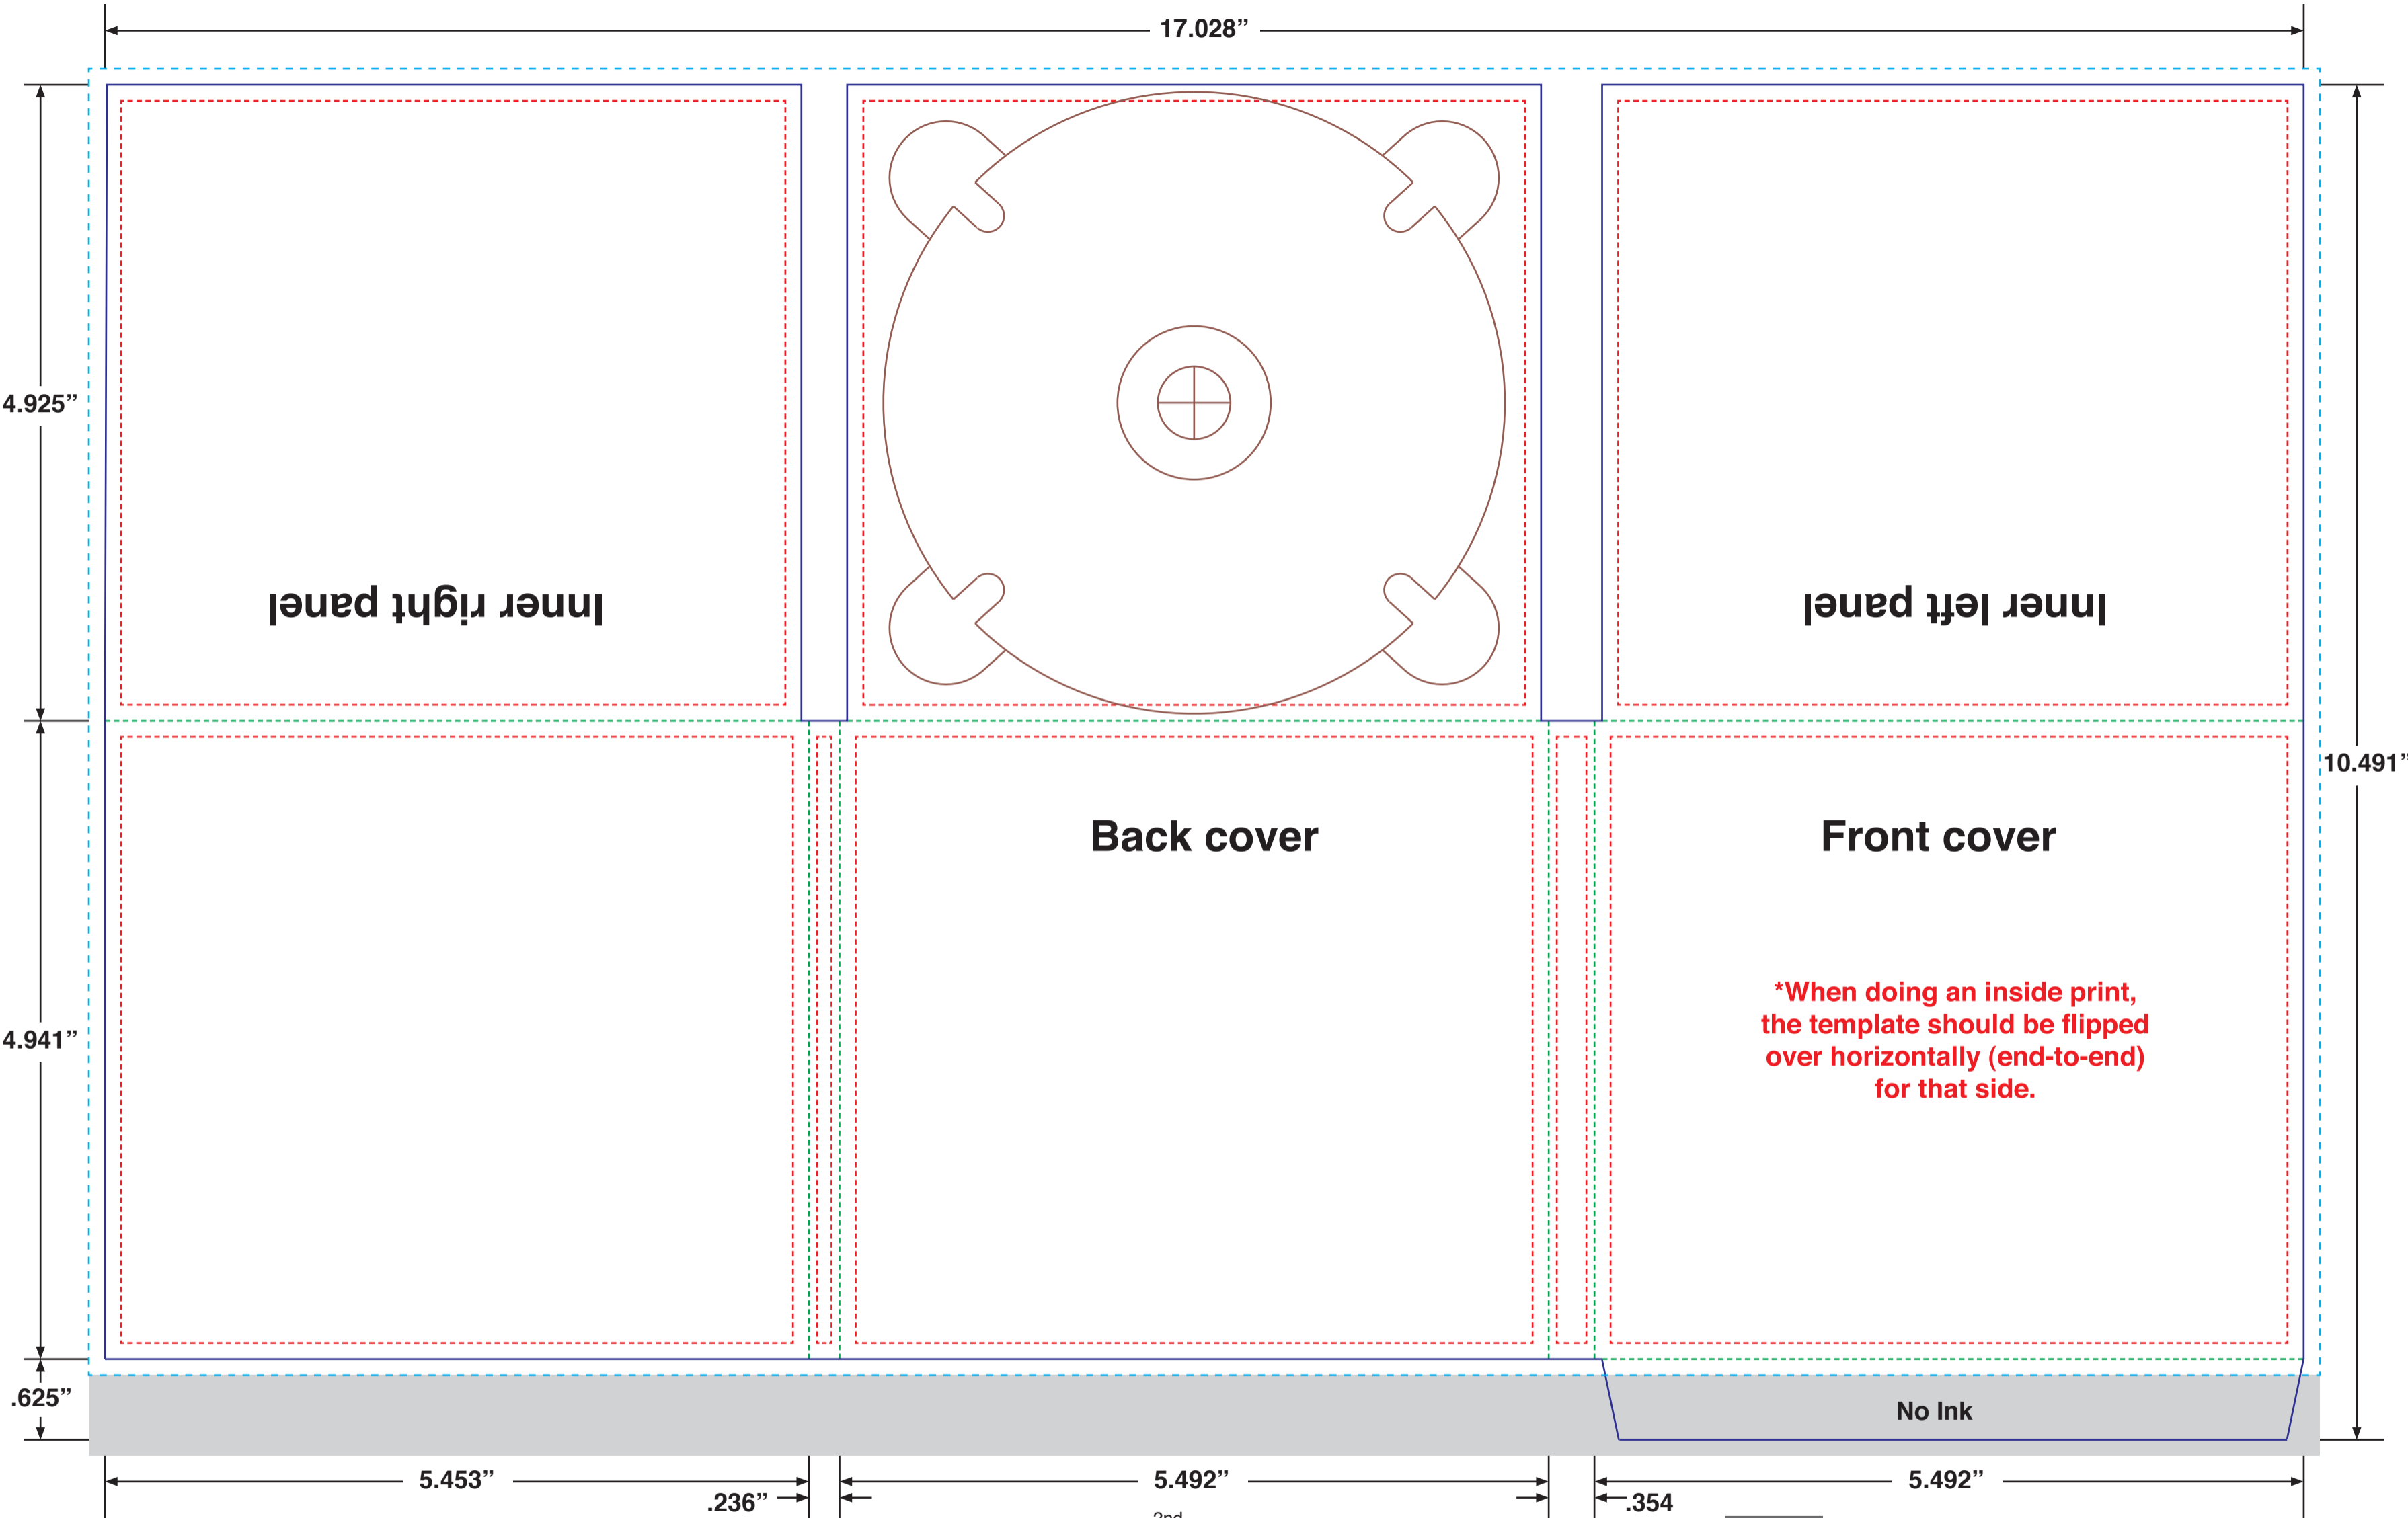 17.028”
4.925”
Inner right panel
Inner left panel
10.491”
Back cover
Front cover
*When doing an inside print,
the template should be flipped
over horizontally (end-to-end)
for that side.
4.941”
.625”
No Ink
5.453”
5.492”
5.492”
.236”
.354
2nd